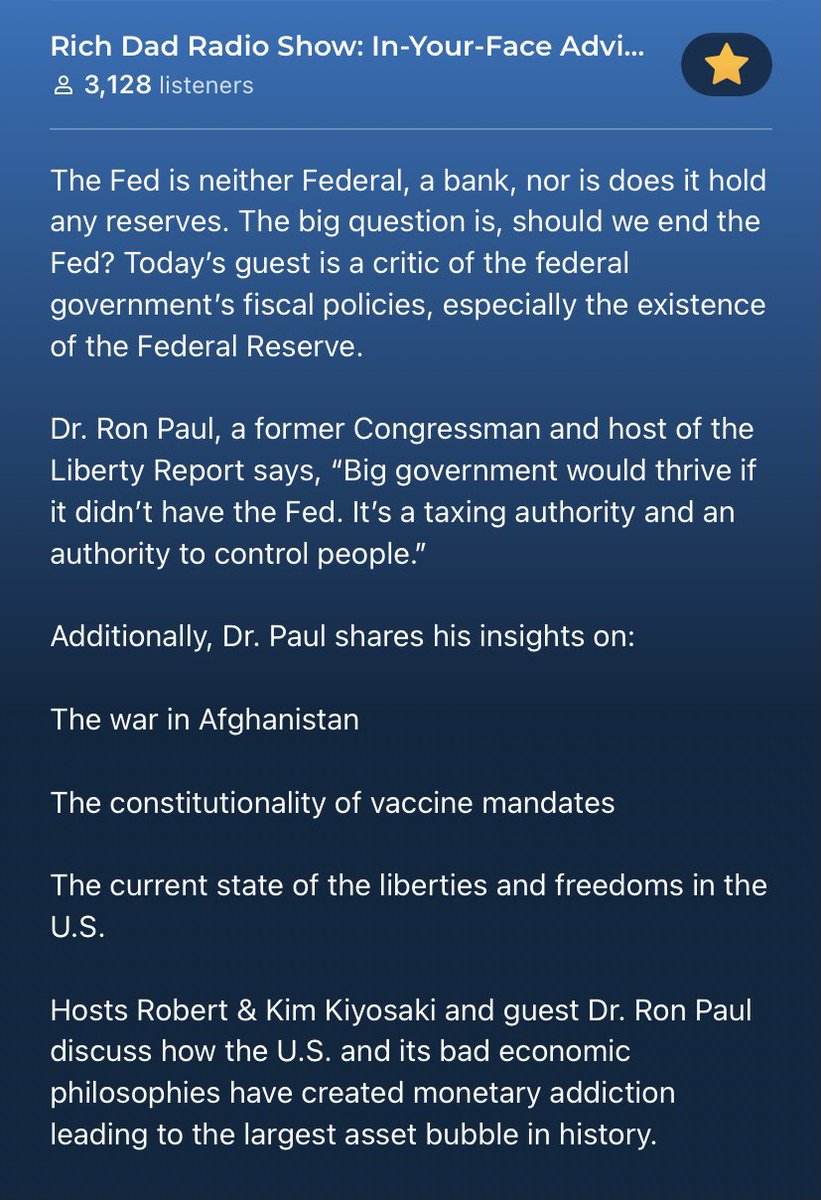 Rich Dad Radio Show: In-Your-Face Advi...
3,128 listeners
The Fed is neither Federal, a bank, nor is does it hold
any reserves. The big question is, should we end the
Fed? Today’s guest is a critic of the federal
government’s fiscal policies, especially the existence
of the Federal Reserve.
Dr. Ron Paul, a former Congressman and host of the
Liberty Report says, “Big government would thrive if
it didn’t have the Fed. It’s a taxing authority and an
authority to control people.”
Additionally, Dr. Paul shares his insights on:
The war in Afghanistan
The constitutionality of vaccine mandates
The current state of the liberties and freedoms in the
U.S.
Hosts Robert & Kim Kiyosaki and guest Dr. Ron Paul
discuss how the U.S. and its bad economic
philosophies have created monetary addiction
leading to the largest asset bubble in history.